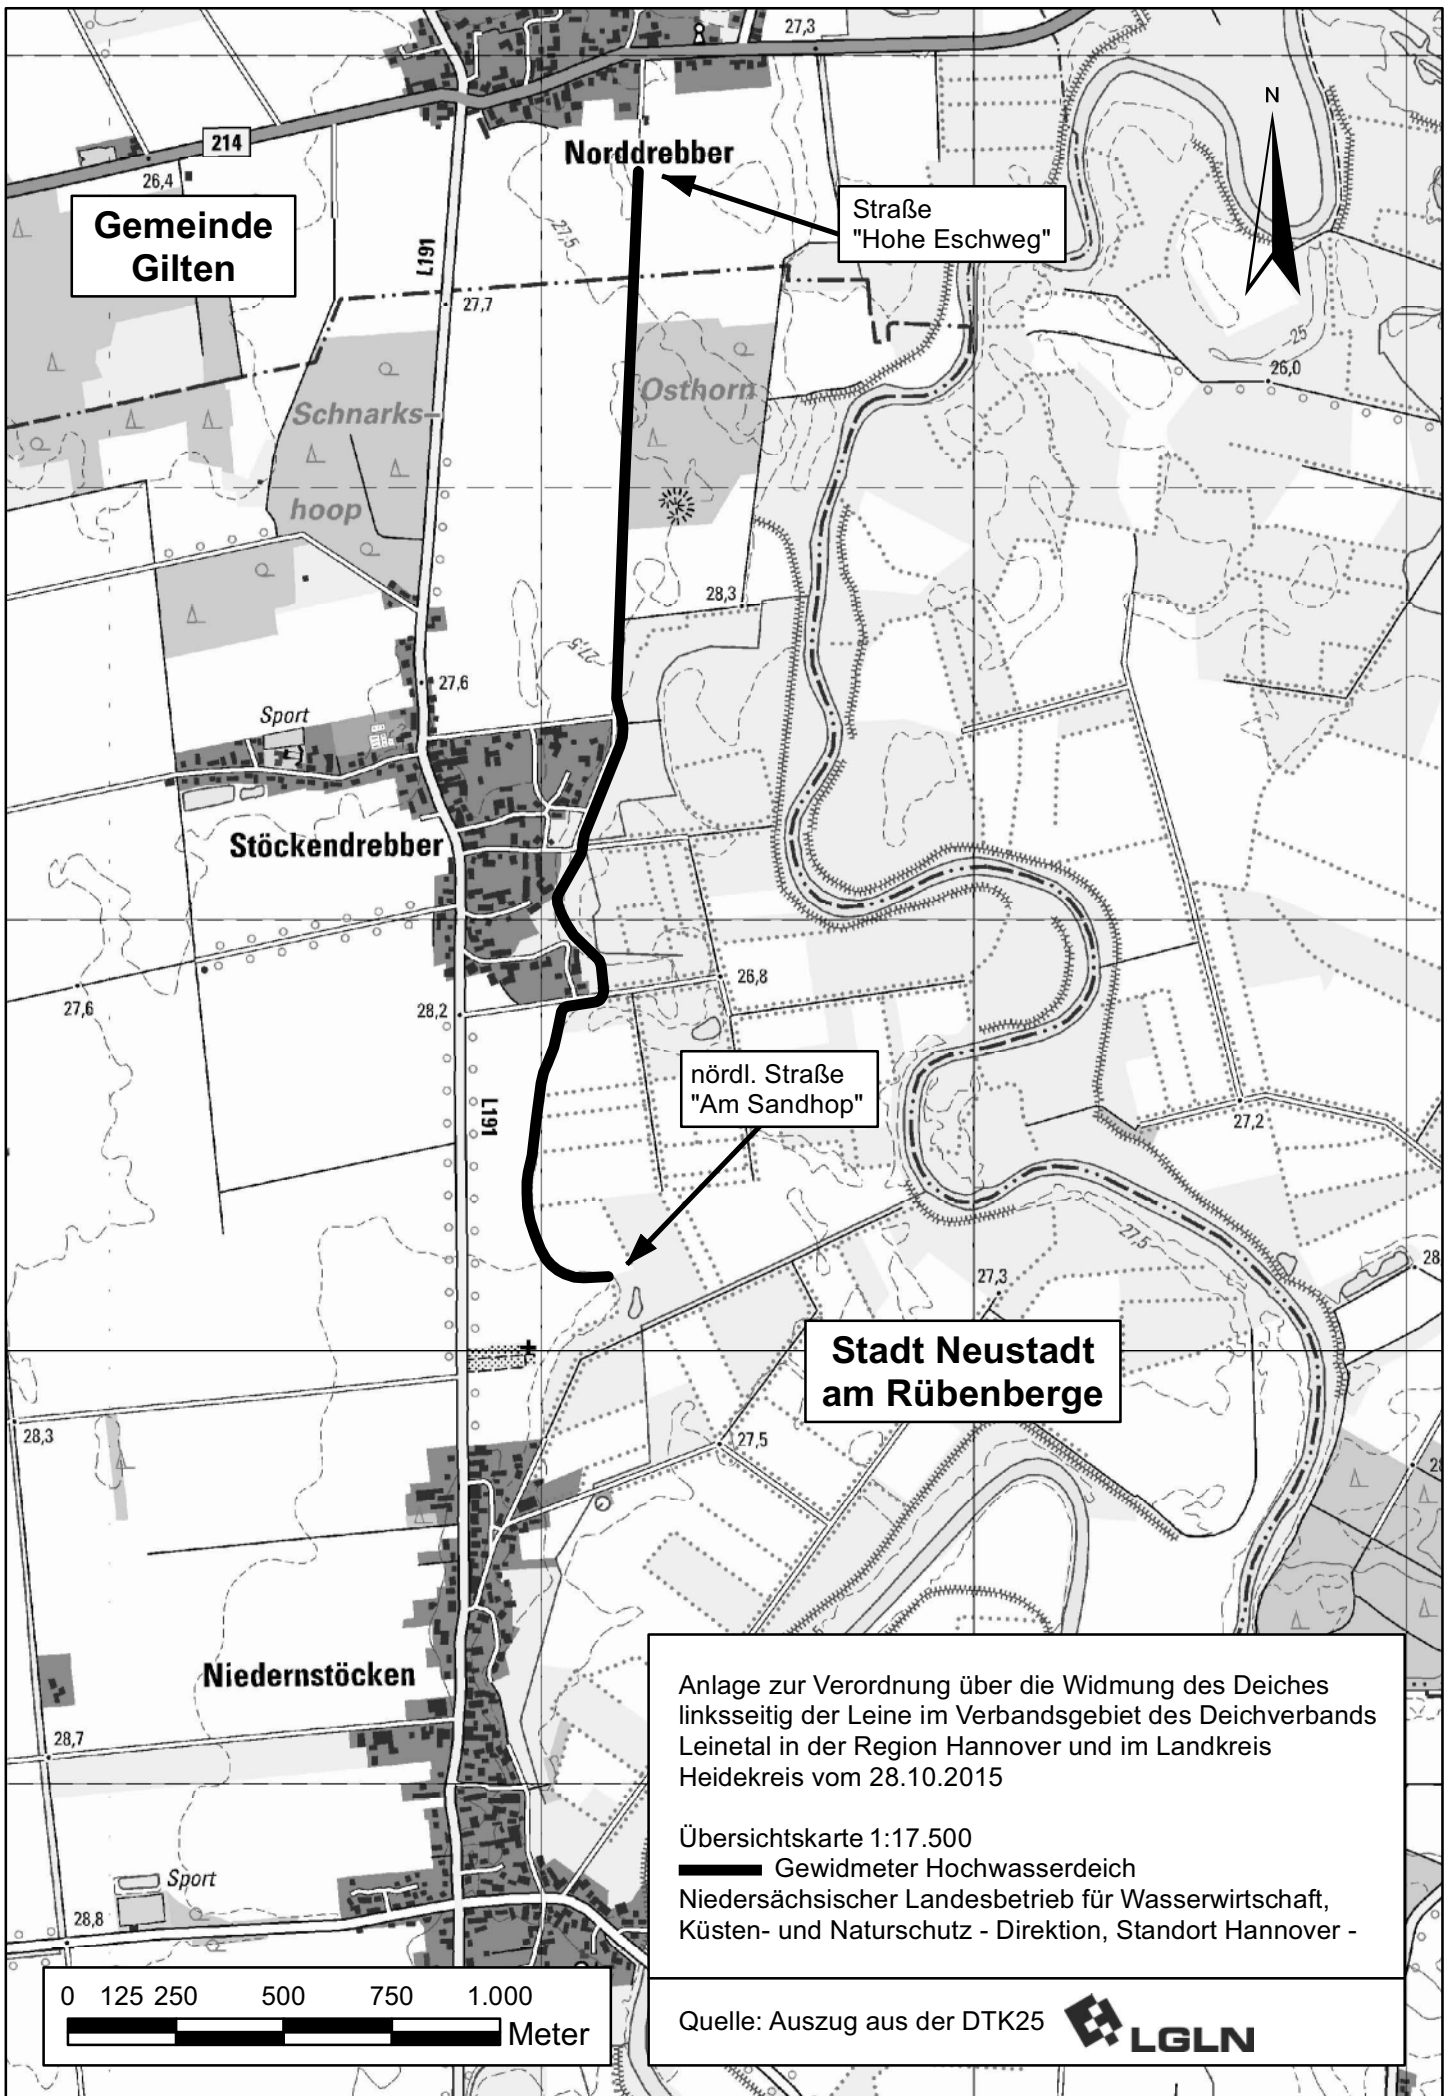 27,3
N
214
Norddrebber
26,4
Straße
"Hohe Eschweg"
Gemeinde
Gilten
27,5
L191
27,7
25
26,0
Osthorn
Schnarks-
hoop
28,3
27,5
27,6
Sport
Stöckendrebber
26,8
27,6
28,2
nördl. Straße
"Am Sandhop"
L191
27,2
27,5
28
27,3
Stadt Neustadt
am Rübenberge
28,3
27,5
28
Niedernstöcken
Anlage zur Verordnung über die Widmung des Deiches
linksseitig der Leine im Verbandsgebiet des Deichverbands
Leinetal in der Region Hannover und im Landkreis
Heidekreis vom 28.10.2015
28,7
Übersichtskarte 1:17.500
Gewidmeter Hochwasserdeich
Niedersächsischer Landesbetrieb für Wasserwirtschaft,
Küsten- und Naturschutz - Direktion, Standort Hannover -
Sport
28,8
0 125 250 500 750 1.000
Meter
Quelle: Auszug aus der DTK25
LGLN